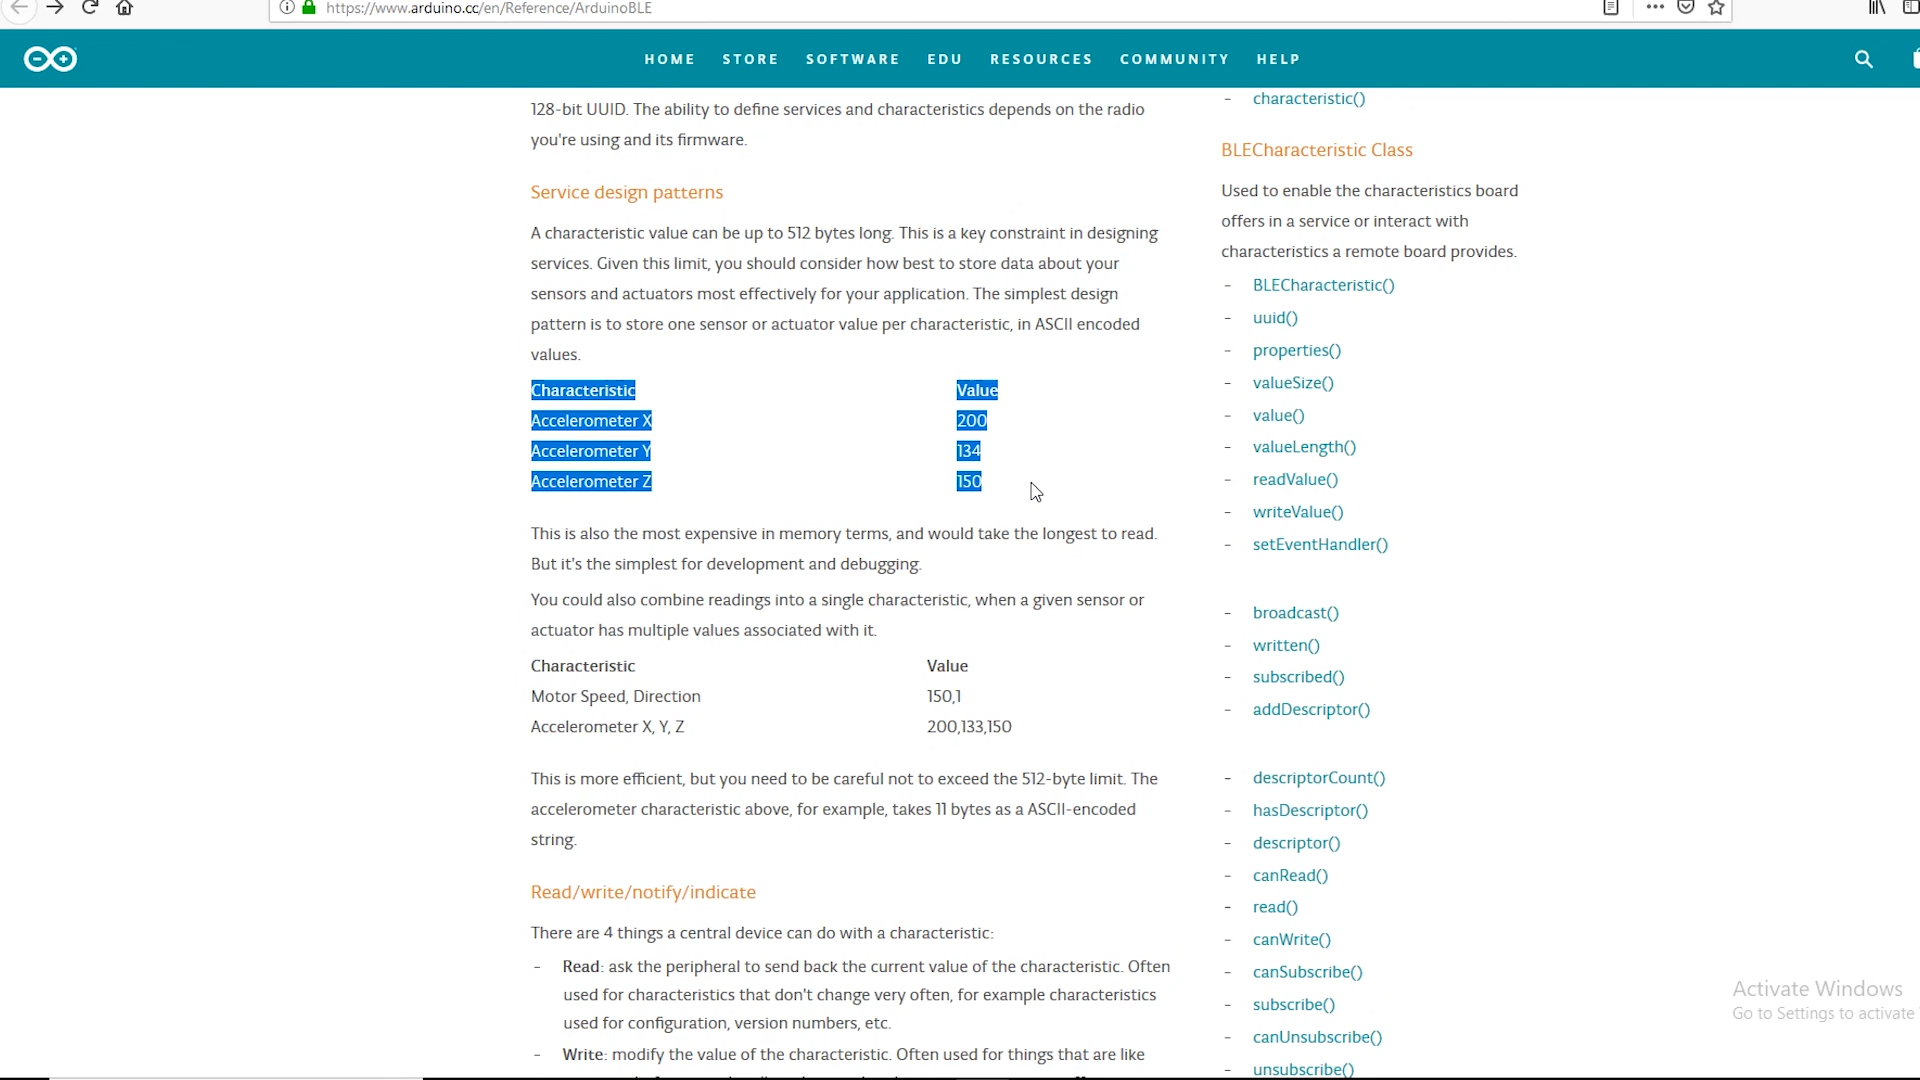 https://www.arduino.cc/en/Reference/ArduinoBLE
HOME STORE SOFTWARE EDU RESOURCES COMMUNITY HELP
128-bit UUID. The ability to define services and characteristics depends on the radio
you're using and its firmware.
Service design patterns
A characteristic value can be up to 512 bytes long. This is a key constraint in designing
services. Given this limit, you should consider how best to store data about your
sensors and actuators most effectively for your application. The simplest design
pattern is to store one sensor or actuator value per characteristic, in ASCII encoded
values.
Characteristic Value
Accelerometer X 200
Accelerometer Y 134
Accelerometer Z 150
This is also the most expensive in memory terms, and would take the longest to read.
But it's the simplest for development and debugging.
You could also combine readings into a single characteristic, when a given sensor or
actuator has multiple values associated with it.
Characteristic Value
Motor Speed, Direction 150,1
Accelerometer X, Y, Z 200,133,150
This is more efficient, but you need to be careful not to exceed the 512-byte limit. The
accelerometer characteristic above, for example, takes 11 bytes as a ASCII-encoded
string.
Read/write/notify/indicate
There are 4 things a central device can do with a characteristic:
- Read: ask the peripheral to send back the current value of the characteristic. Often
used for characteristics that don't change very often, for example characteristics
used for configuration, version numbers, etc.
- Write: modify the value of the characteristic. Often used for things that are like
- characteristic()
BLECharacteristic Class
Used to enable the characteristics board
offers in a service or interact with
characteristics a remote board provides.
- BLECharacteristic()
- uuid()
- properties()
- valueSize()
- value()
- valueLength()
- readValue()
- writeValue()
- setEventHandler()
- broadcast()
- written()
- subscribed()
- addDescriptor()
- descriptorCount()
- hasDescriptor()
- descriptor()
- canRead()
- read()
- canWrite()
- canSubscribe()
- subscribe()
- canUnsubscribe()
- unsubscribe()
Activate Windows
Go to Settings to activate